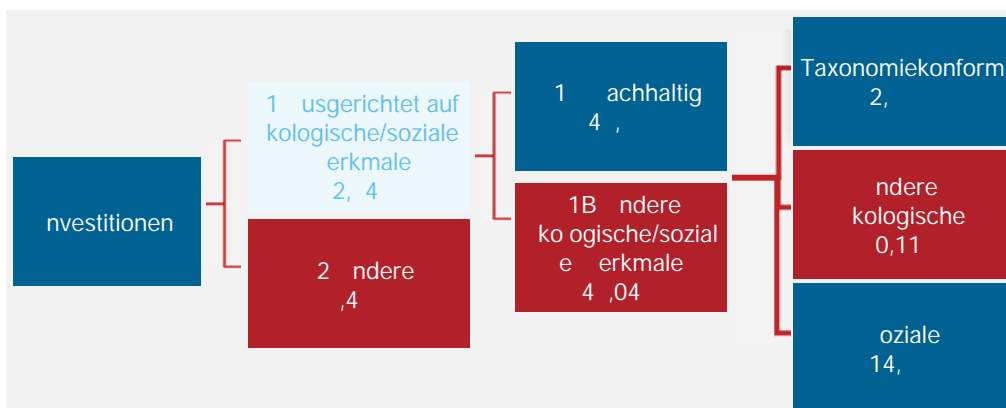 nvestitionen
1 usgerichtet auf
kologische/soziale
erkmale
2, 4
2 ndere
,4
1 achhaltig
4 ,
1B ndere
ko ogische/sozial
e erkmale
4 ,04
Taxonomiekonform
2,
ndere
kologische
0,11
oziale
14,